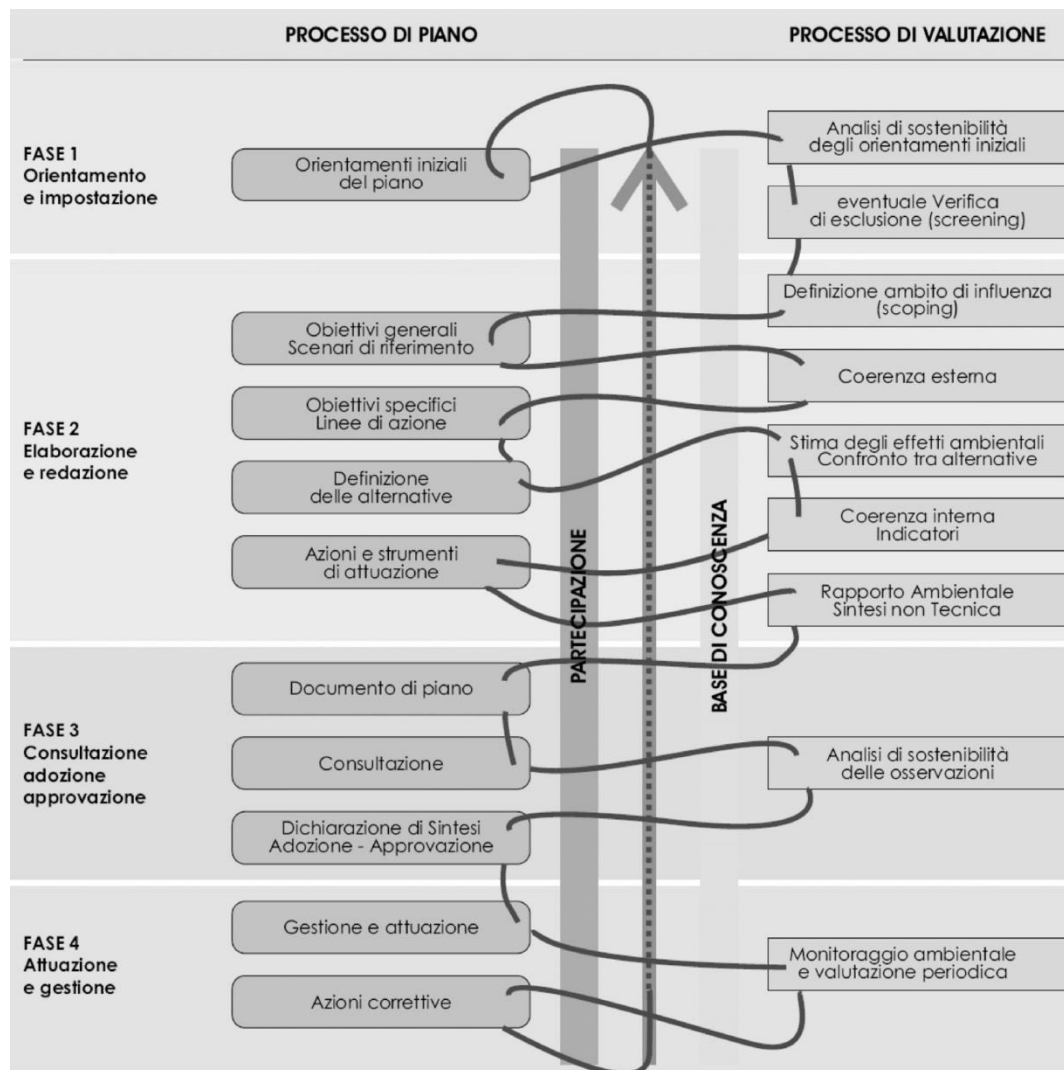 PROCESSO DI PIANO
PROCESSO DI VALUTAZIONE
FASE 1
Orientamento
e impostazione
Orientamenti iniziali
del piano
Analisi di sostenibilità
degli orientamenti iniziali
eventuale Verifica
di esclusione (screening)
FASE 2
Elaborazione
e redazione
Obiettivi generali
Scenari di riferimento
Obiettivi specifici
Linee di azione
Definizione
delle alternative
Azioni e strumenti
di attuazione
Definizione ambito di influenza
(scoping)
Coerenza esterna
Stima degli effetti ambientali
Confronto tra alternative
Coerenza interna
Indicatori
Rapporto Ambientale
Sintesi non Tecnica
PARTECIPAZIONE
BASE DI CONOSCENZA
FASE 3
Consultazione
adozione
approvazione
Documento di piano
Consultazione
Dichiarazione di Sintesi
Adozione - Approvazione
Analisi di sostenibilità
delle osservazioni
FASE 4
Attuazione
e gestione
Gestione e attuazione
Azioni correttive
Monitoraggio ambientale
e valutazione periodica